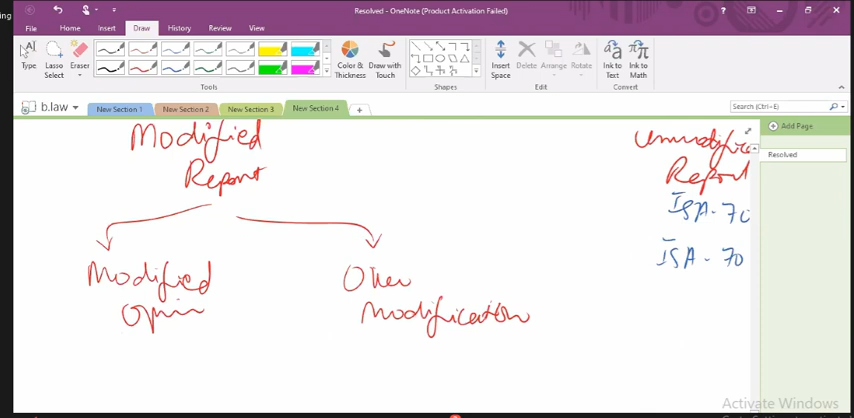 ing
Resolved - OneNote (Product Activation Failed)
File Home Insert Draw History Review View
Type
Lasso Select
Eraser
Color & Thickness
Draw with Touch
Insert Space
Delete
Arrange
Rotate
Ink to Text
Ink to Math
Tools
Shapes
Edit
Convert
b.law
New Section 1
New Section 2
New Section 3
New Section 4
Search (Ctrl+E)
Add Page
Resolved
Modified
Report
Unmodifie
Report
ISA - 70
ISA - 70
Modified
Opinin
Other
Modification
Activate Windows